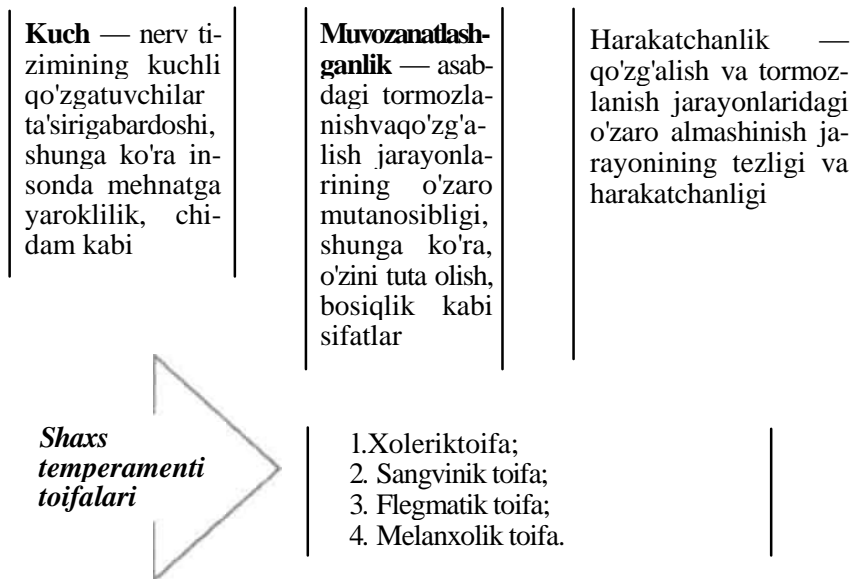 Kuch — nerv ti-
zimining kuchli
qo'zgatuvchilar
ta'sirigabardoshi,
shunga ko'ra in-
sonda mehnatga
yaroklilik, chi-
dam kabi
Muvozanatlash-
ganlik — asab-
dagi tormozla-
nishvaqo'zg'a-
lish jarayonla-
rining o'zaro
mutanosibligi,
shunga ko'ra,
o'zini tuta olish,
bosiqlik kabi
sifatlar
Harakatchanlik —
qo'zg'alish va tormoz-
lanish jarayonlaridagi
o'zaro almashinish ja-
rayonining tezligi va
harakatchanligi
Shaxs
temperamenti
toifalari
1.Xoleriktoifa;
2. Sangvinik toifa;
3. Flegmatik toifa;
4. Melanxolik toifa.